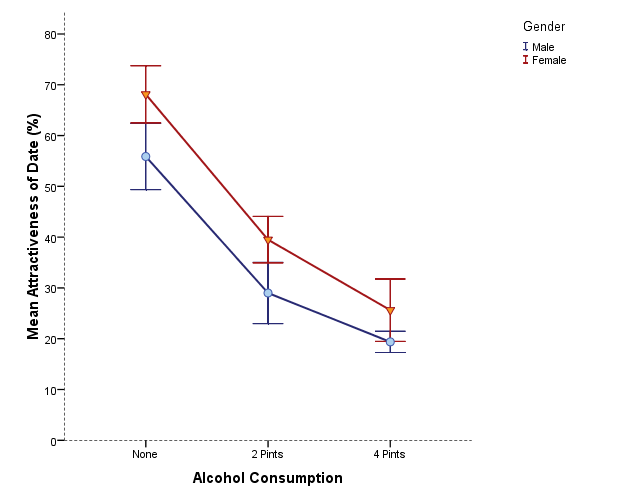 Gender
Male
Female
Mean Attractiveness of Date (%)
80
70
60
50
40
30
20
10
0
None
2 Pints
4 Pints
Alcohol Consumption